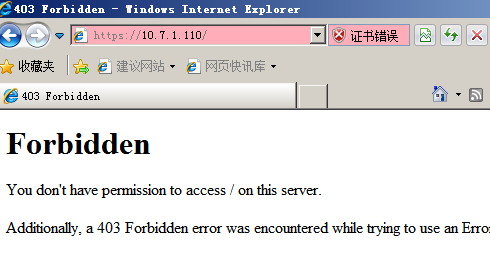 403 Forbidden - Windows Internet Explorer
https://10.7.1.110/
证书错误
收藏夹
建议网站
网页快讯库
403 Forbidden
Forbidden
You don't have permission to access / on this server.
Additionally, a 403 Forbidden error was encountered while trying to use an Erro